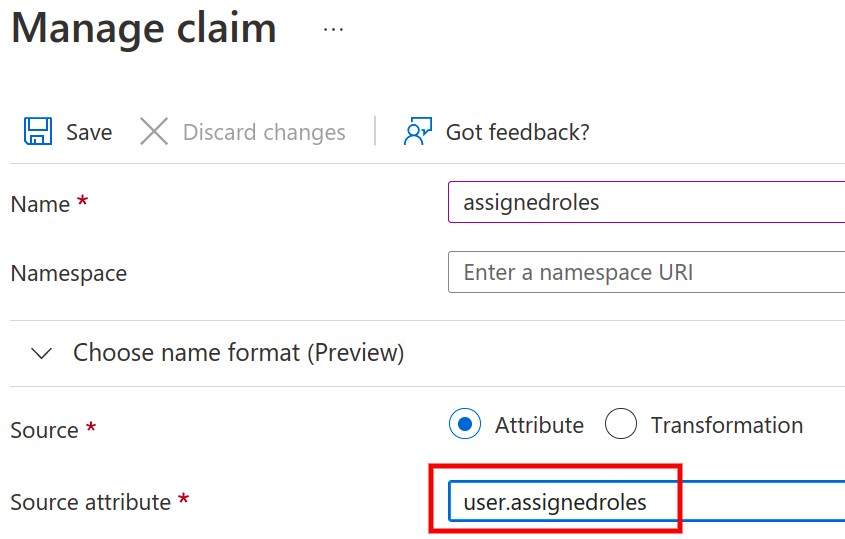 Manage claim ...
Save Discard changes Got feedback?
Name * assignedroles
Namespace Enter a namespace URI
Choose name format (Preview)
Source * Attribute Transformation
Source attribute * user.assignedroles